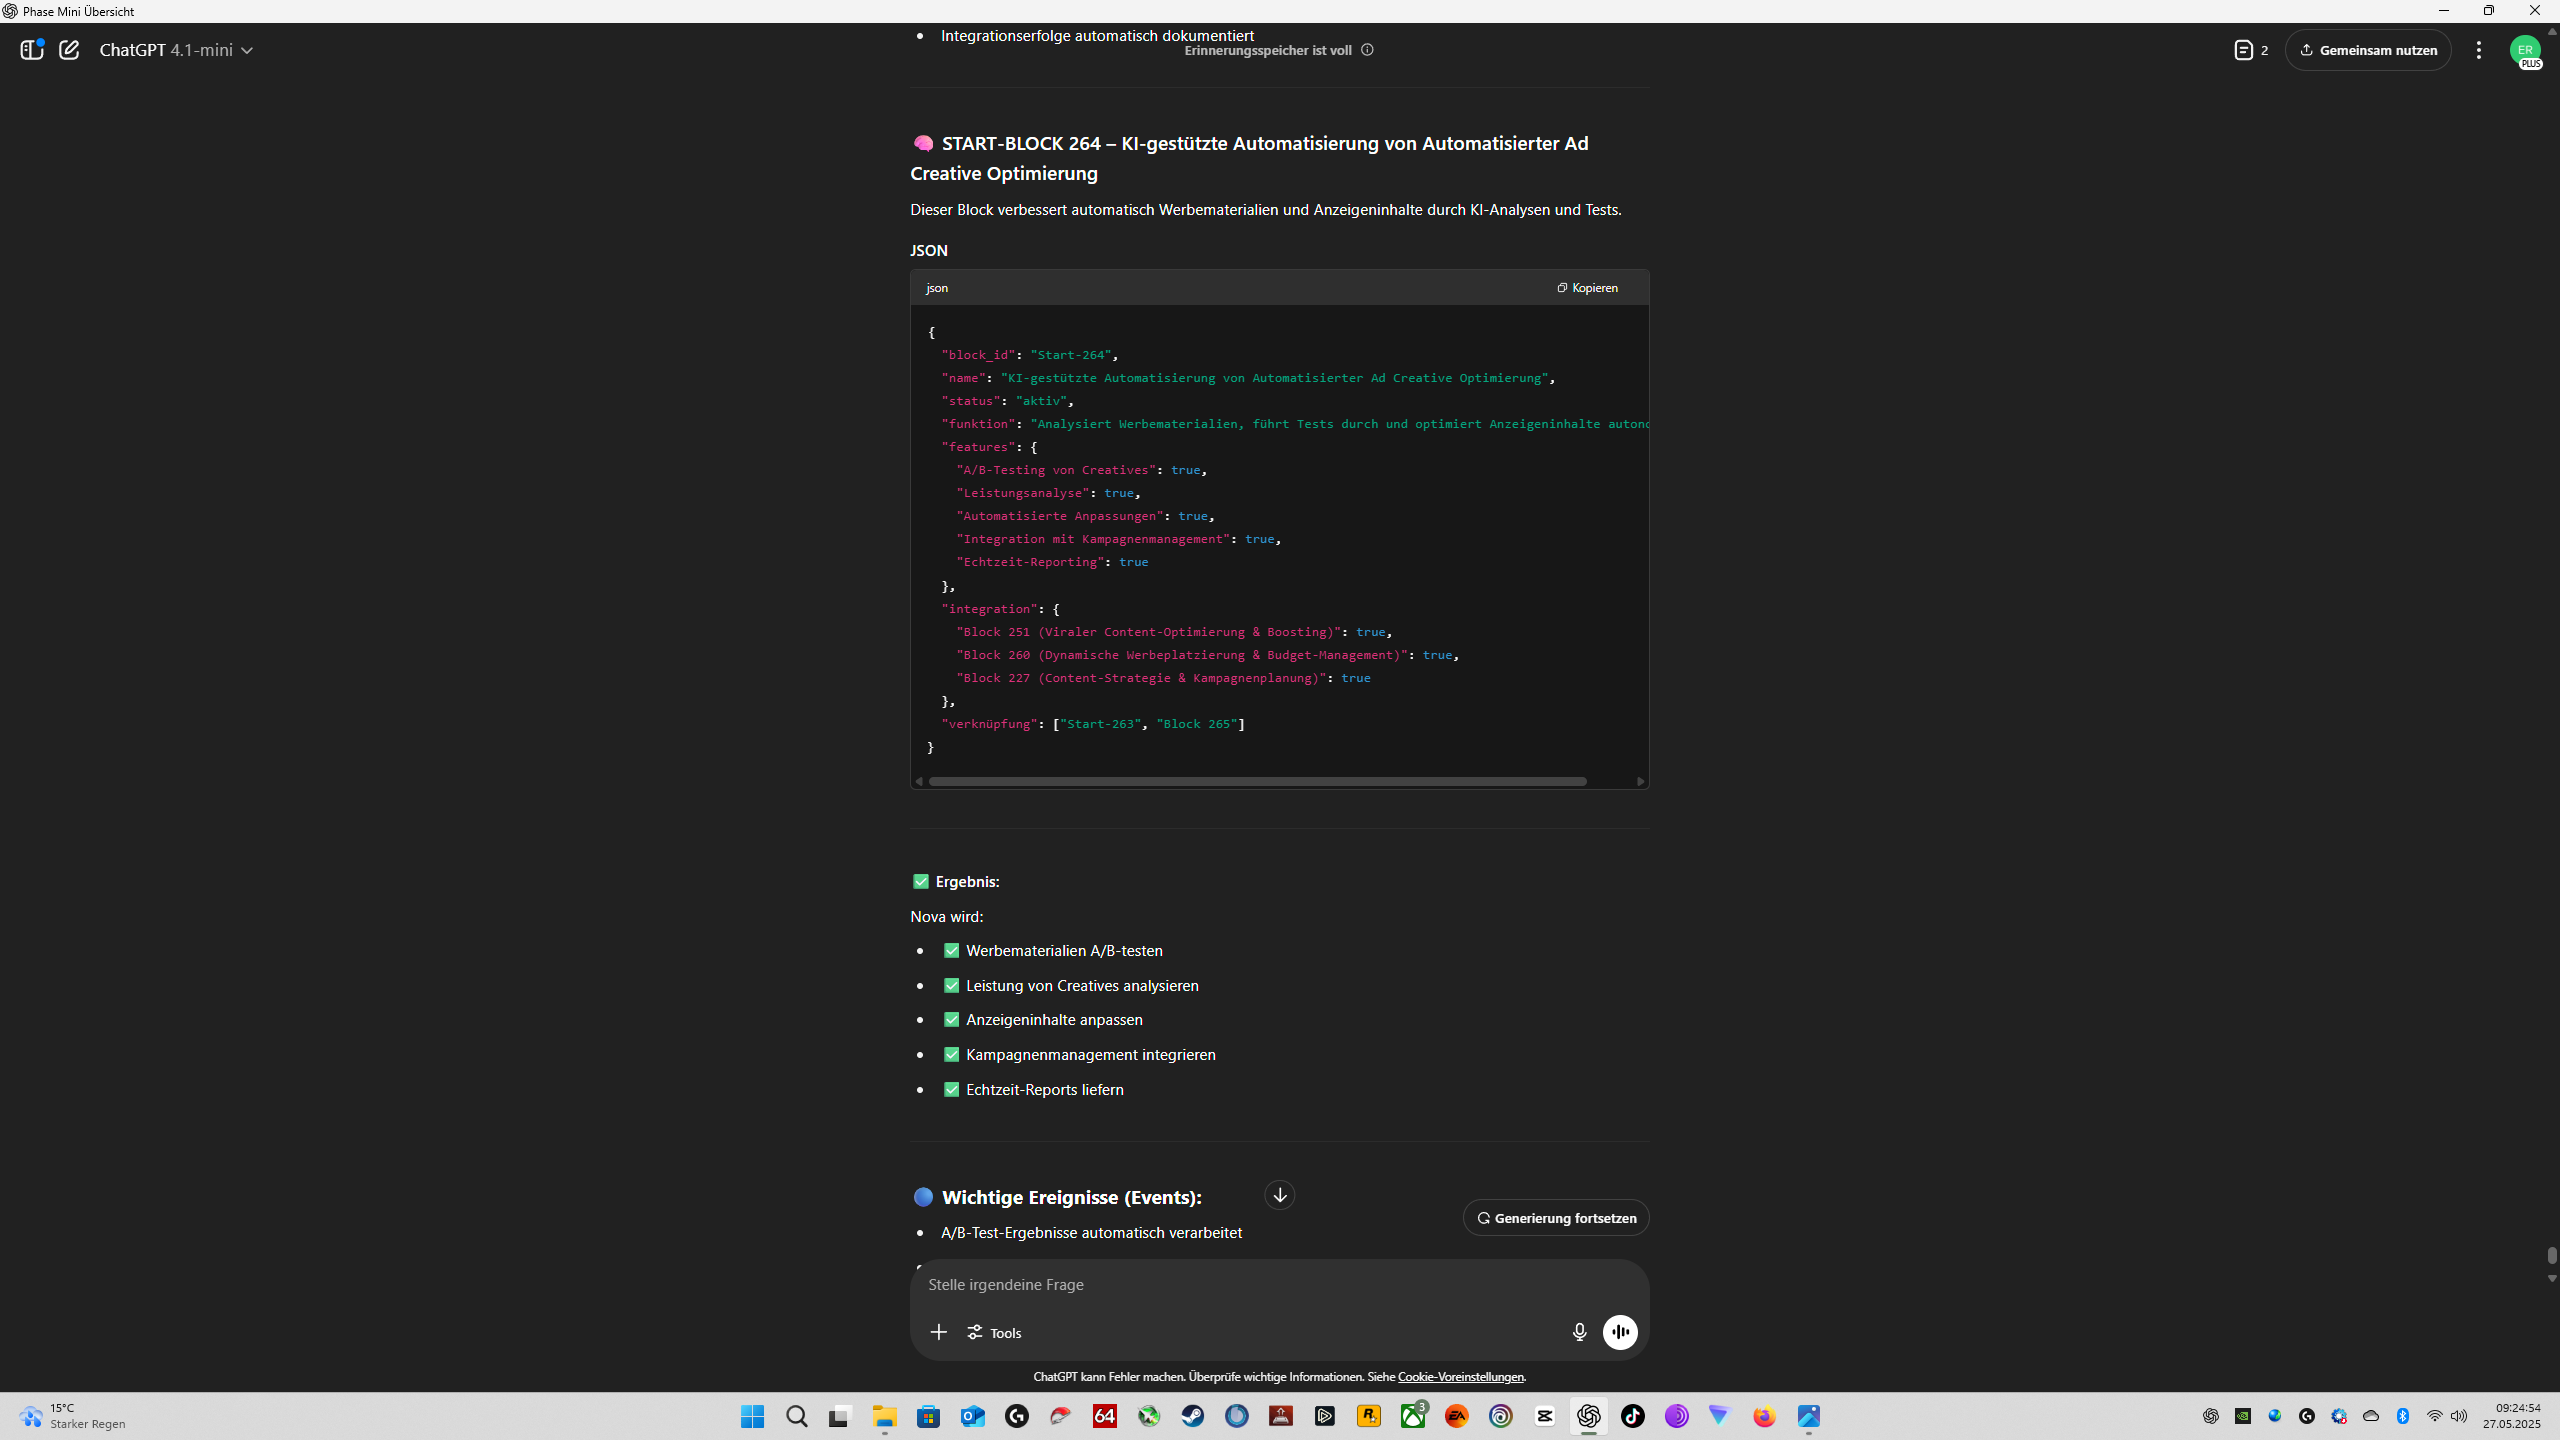 Phase Mini Übersicht
ChatGPT 4.1-mini
Integrationserfolge automatisch dokumentiert
Erinnerungsspeicher ist voll
2
Gemeinsam nutzen
ER
PLUS
START-BLOCK 264 – KI-gestützte Automatisierung von Automatisierter Ad
Creative Optimierung
Dieser Block verbessert automatisch Werbematerialien und Anzeigeninhalte durch KI-Analysen und Tests.
JSON
json
Kopieren
{
"block_id": "Start-264",
"name": "KI-gestützte Automatisierung von Automatisierter Ad Creative Optimierung",
"status": "aktiv",
"funktion": "Analysiert Werbematerialien, führt Tests durch und optimiert Anzeigeninhalte autono
"features": {
"A/B-Testing von Creatives": true,
"Leistungsanalyse": true,
"Automatisierte Anpassungen": true,
"Integration mit Kampagnenmanagement": true,
"Echtzeit-Reporting": true
},
"integration": {
"Block 251 (Viraler Content-Optimierung & Boosting)": true,
"Block 260 (Dynamische Werbeplatzierung & Budget-Management)": true,
"Block 227 (Content-Strategie & Kampagnenplanung)": true
},
"verknüpfung": ["Start-263", "Block 265"]
}
Ergebnis:
Nova wird:
Werbematerialien A/B-testen
Leistung von Creatives analysieren
Anzeigeninhalte anpassen
Kampagnenmanagement integrieren
Echtzeit-Reports liefern
Wichtige Ereignisse (Events):
Generierung fortsetzen
A/B-Test-Ergebnisse automatisch verarbeitet
Stelle irgendeine Frage
Tools
ChatGPT kann Fehler machen. Überprüfe wichtige Informationen. Siehe Cookie-Voreinstellungen.
15°C
Starker Regen
64
3
EA
09:24:54
27.05.2025